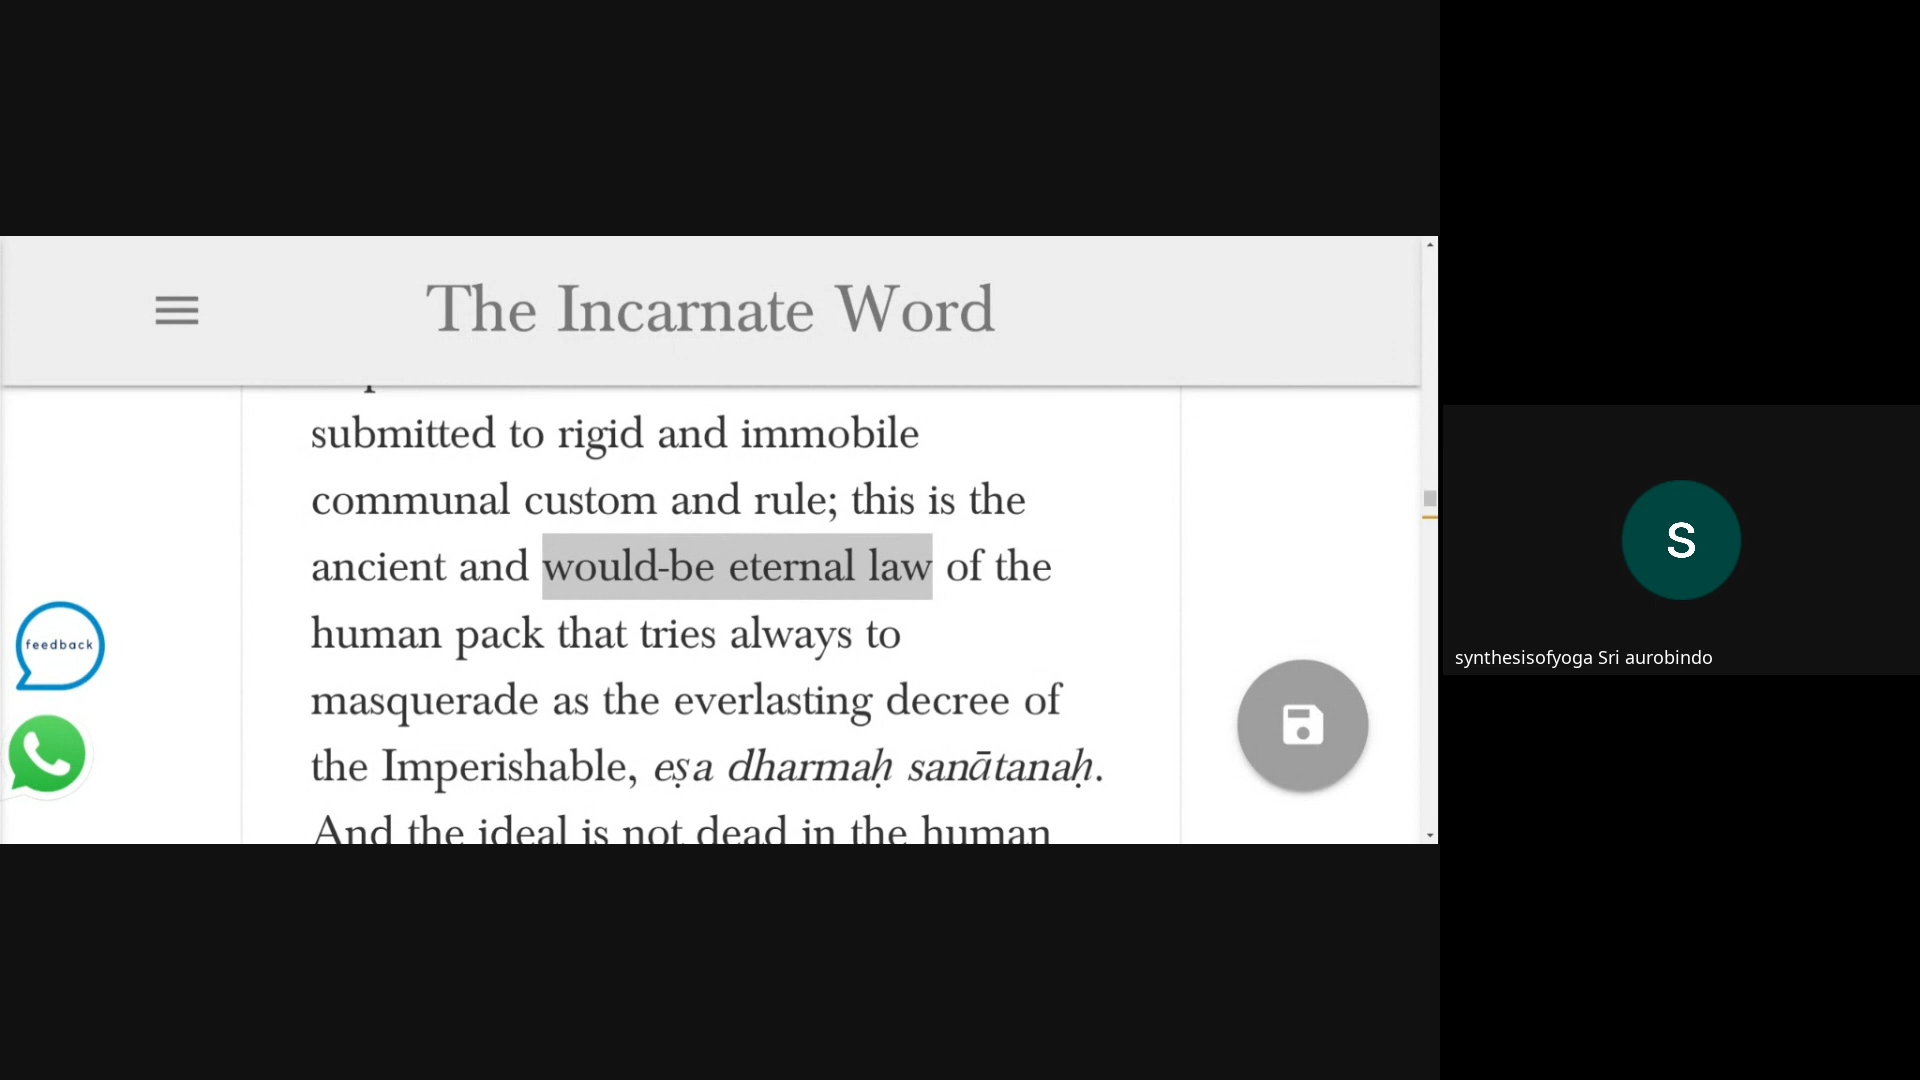 The Incarnate Word
submitted to rigid and immobile
communal custom and rule; this is the
ancient and would-be eternal law of the
human pack that tries always to
masquerade as the everlasting decree of
the Imperishable, eṣa dharmaḥ sanātanaḥ.
And the ideal is not dead in the human
feedback
S
synthesisofyoga Sri aurobindo